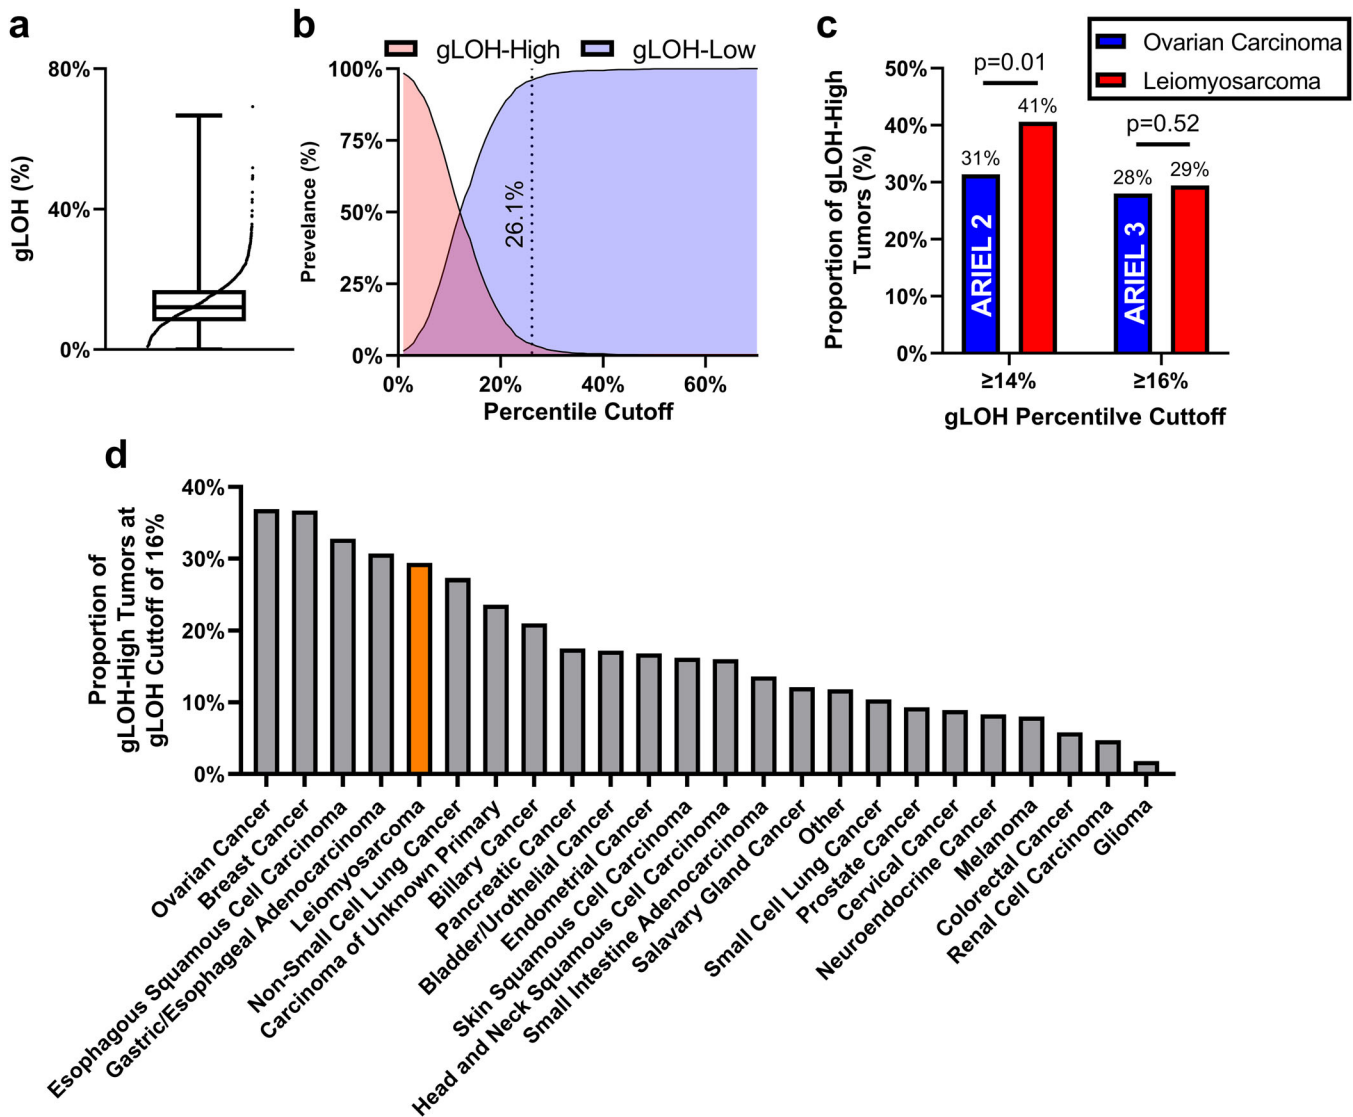 a
gLOH (%)
80%
40%
0%
b
gLOH-High
gLOH-Low
Prevelance (%)
100%
75%
50%
25%
0%
26.1%
0%
20%
40%
60%
Percentile Cutoff
c
Ovarian Carcinoma
Leiomyosarcoma
Proportion of gLOH-High
Tumors (%)
50%
40%
30%
20%
10%
0%
p=0.01
31%
41%
ARIEL 2
p=0.52
28%
29%
ARIEL 3
≥14%
≥16%
gLOH Percentilve Cuttoff
d
Proportion of
gLOH-High Tumors at
gLOH Cuttoff of 16%
40%
30%
20%
10%
0%
Ovarian Cancer
Breast Cancer
Esophagous Squamous Cell Carcinoma
Gastric/Esophageal Adenocarcinoma
Leiomyosarcoma
Non-Small Cell Lung Cancer
Carcinoma of Unknown Primary
Billary Cancer
Pancreatic Cancer
Bladder/Urothelial Cancer
Endometrial Cancer
Skin Squamous Cell Carcinoma
Head and Neck Squamous Cell Carcinoma
Small Intestine Adenocarcinoma
Salavary Gland Cancer
Other
Small Cell Lung Cancer
Prostate Cancer
Cervical Cancer
Neuroendocrine Cancer
Melanoma
Colorectal Cancer
Renal Cell Carcinoma
Glioma